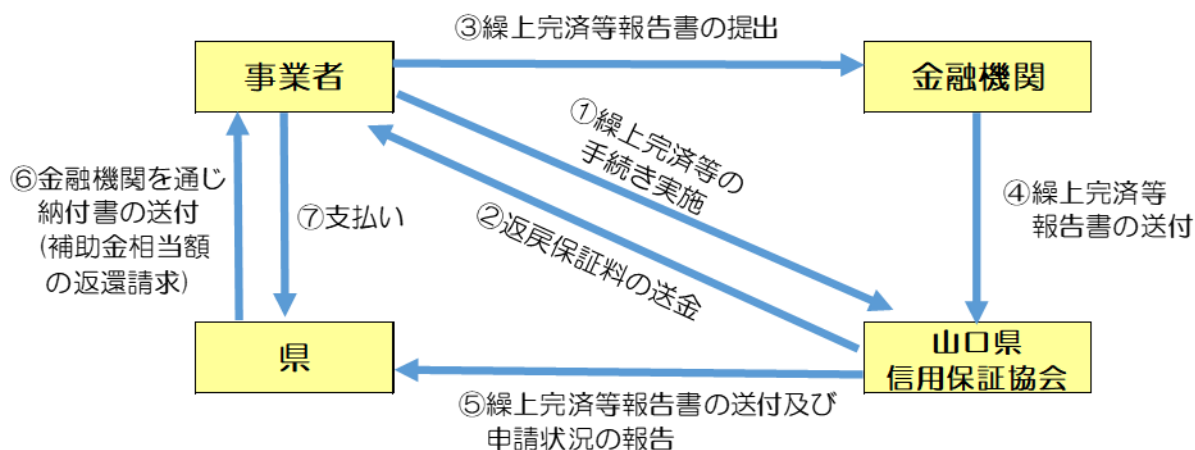 ③繰上完済等報告書の提出
事業者
金融機関
①繰上完済等の
手続き実施
②返戻保証料の送金
⑥金融機関を通じ
納付書の送付
(補助金相当額
の返還請求)
⑦支払い
④繰上完済等
報告書の送付
県
山口県
信用保証協会
⑤繰上完済等報告書の送付及び
申請状況の報告